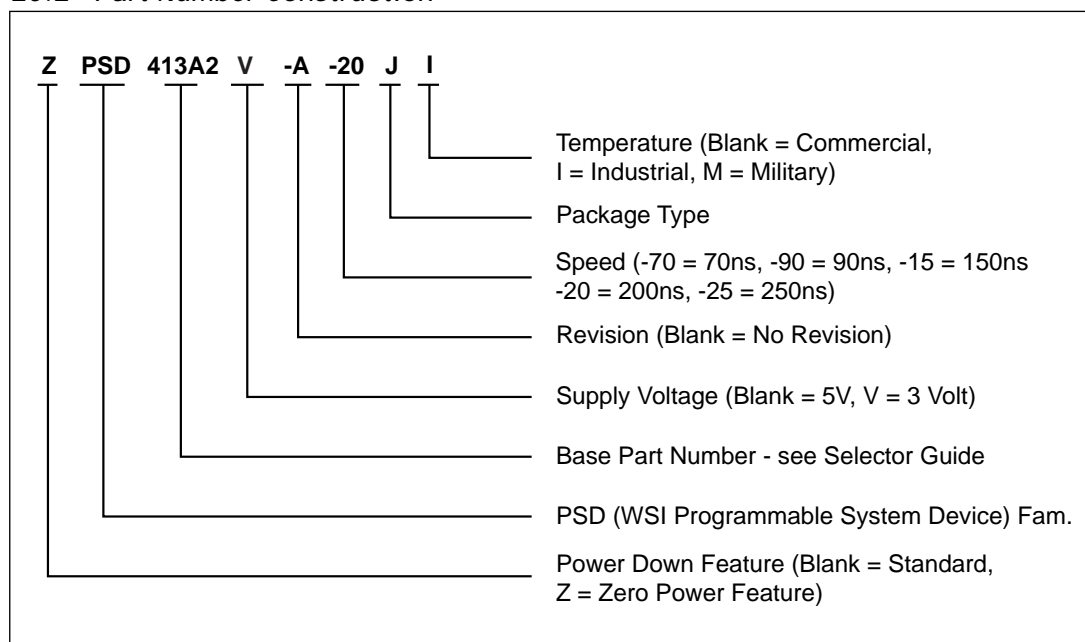 Z PSD 413A2 V -A -20 J I
Temperature (Blank = Commercial,
I = Industrial, M = Military)
Package Type
Speed (-70 = 70ns, -90 = 90ns, -15 = 150ns
-20 = 200ns, -25 = 250ns)
Revision (Blank = No Revision)
Supply Voltage (Blank = 5V, V = 3 Volt)
Base Part Number - see Selector Guide
PSD (WSI Programmable System Device) Fam.
Power Down Feature (Blank = Standard,
Z = Zero Power Feature)